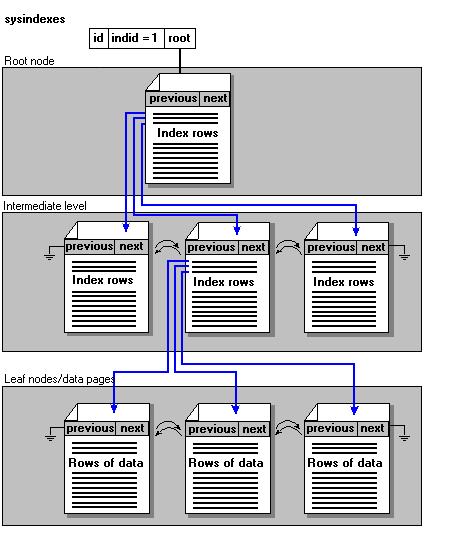 sysindexes
id indid = 1 root
Root node
previous next
Index rows
Intermediate level
previous next previous next previous next
Index rows Index rows Index rows
Leaf nodes/data pages
previous next previous next previous next
Rows of data Rows of data Rows of data